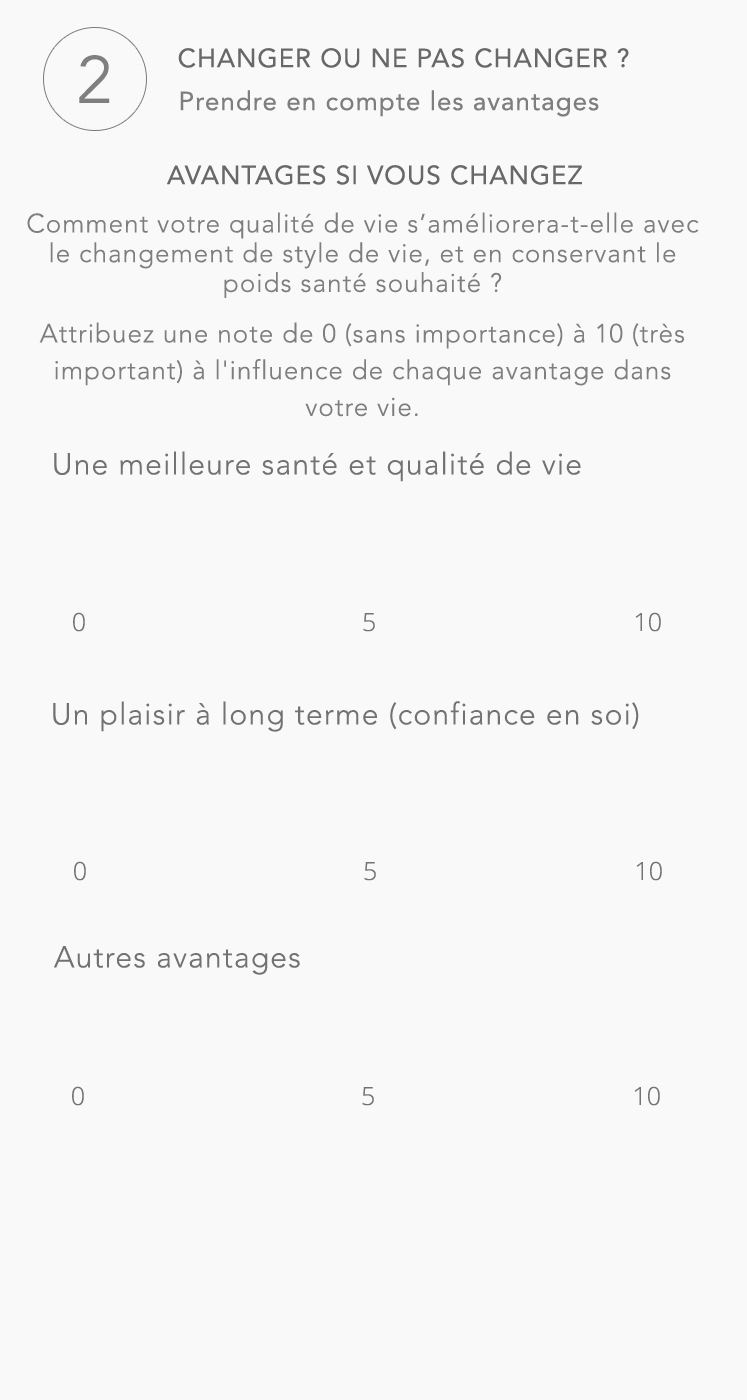 2
CHANGER OU NE PAS CHANGER ?
Prendre en compte les avantages
AVANTAGES SI VOUS CHANGEZ
Comment votre qualité de vie s’améliorera-t-elle avec
le changement de style de vie, et en conservant le
poids santé souhaité ?
Attribuez une note de 0 (sans importance) à 10 (très
important) à l'influence de chaque avantage dans
votre vie.
Une meilleure santé et qualité de vie
0 5 10
Un plaisir à long terme (confiance en soi)
0 5 10
Autres avantages
0 5 10